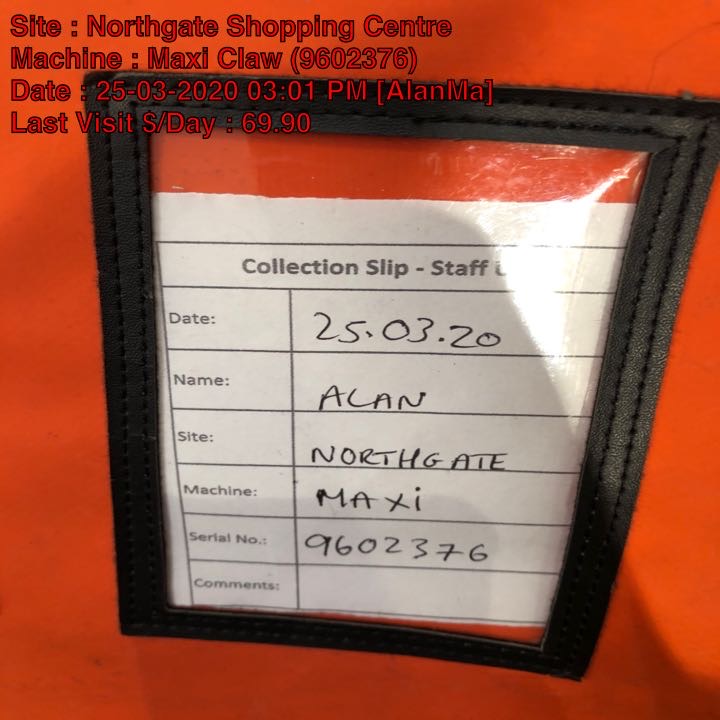 Site : Northgate Shopping Centre
Machine : Maxi Claw (9602376)
Date : 25-03-2020 03:01 PM [AlanMa]
Last Visit $/Day : 69.90
Collection Slip - Staff
Date: 25.03.20
Name: ALAN
Site: NORTHGATE
Machine: MAXi
Serial No.: 9602376
Comments: